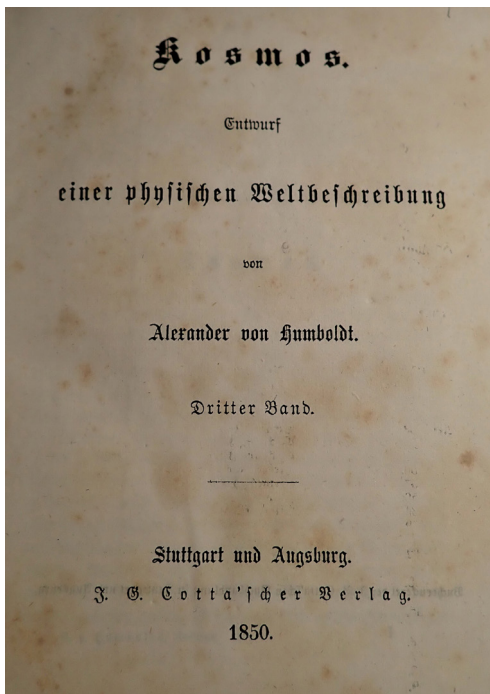 Kosmos.
Entwurf
einer physischen Weltbeschreibung
von
Alexander von Humboldt.
Dritter Band.
Stuttgart und Augsburg.
J. G. Cotta'scher Verlag.
1850.